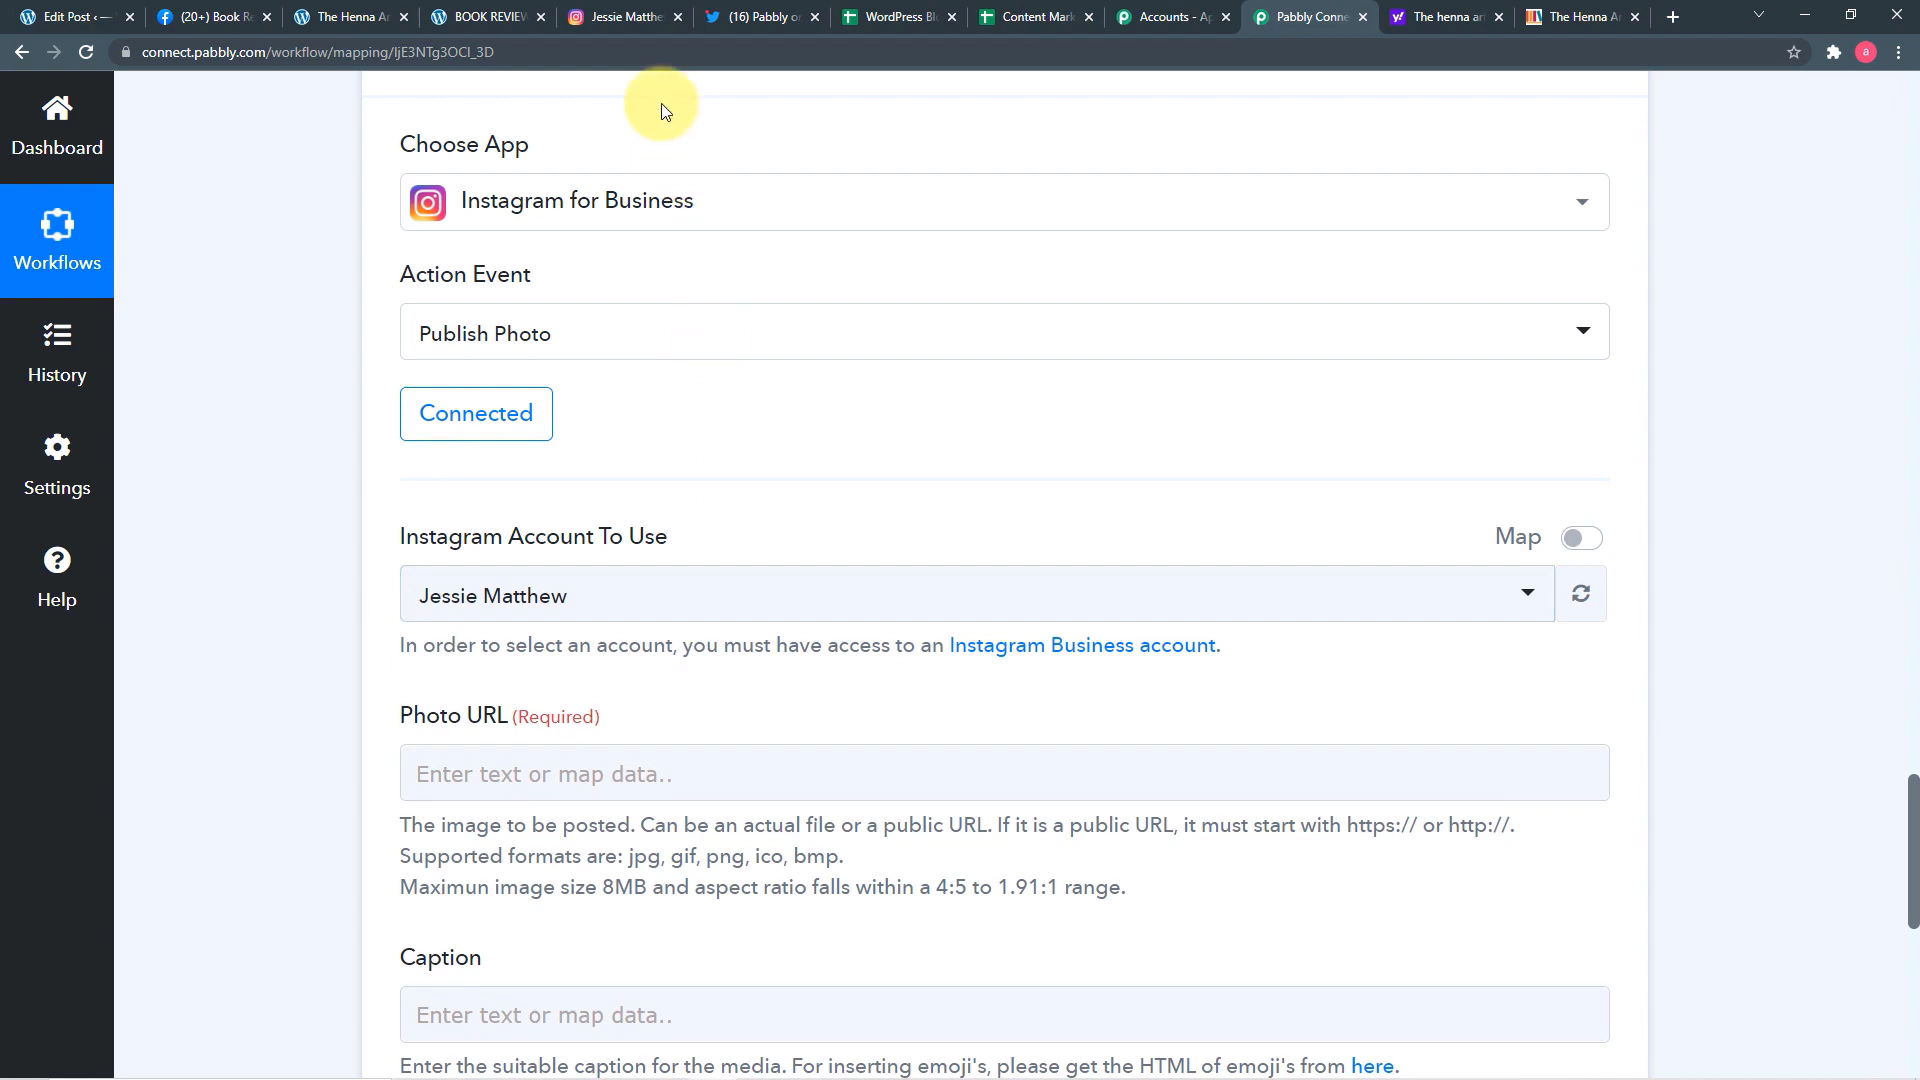 Edit Post ‹ —
(20+) Book Re
The Henna Ar
BOOK REVIEW
Jessie Matthe
(16) Pabbly on
WordPress Bl
Content Mark
Accounts - Ap
Pabbly Conne
The henna ar
The Henna Ar
connect.pabbly.com/workflow/mapping/IjE3NTg3OCI_3D
a
Dashboard
Workflows
History
Settings
Help
Choose App
Instagram for Business
Action Event
Publish Photo
Connected
Instagram Account To Use
Map
Jessie Matthew
In order to select an account, you must have access to an Instagram Business account.
Photo URL (Required)
Enter text or map data..
The image to be posted. Can be an actual file or a public URL. If it is a public URL, it must start with https:// or http://.
Supported formats are: jpg, gif, png, ico, bmp.
Maximun image size 8MB and aspect ratio falls within a 4:5 to 1.91:1 range.
Caption
Enter text or map data..
Enter the suitable caption for the media. For inserting emoji's, please get the HTML of emoji's from here.